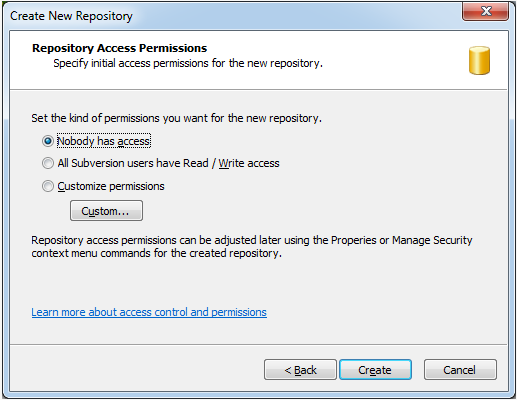 Create New Repository
Repository Access Permissions
Specify initial access permissions for the new repository.
Set the kind of permissions you want for the new repository.
Nobody has access
All Subversion users have Read / Write access
Customize permissions
Custom...
Repository access permissions can be adjusted later using the Properies or Manage Security
context menu commands for the created repository.
Learn more about access control and permissions
< Back
Create
Cancel